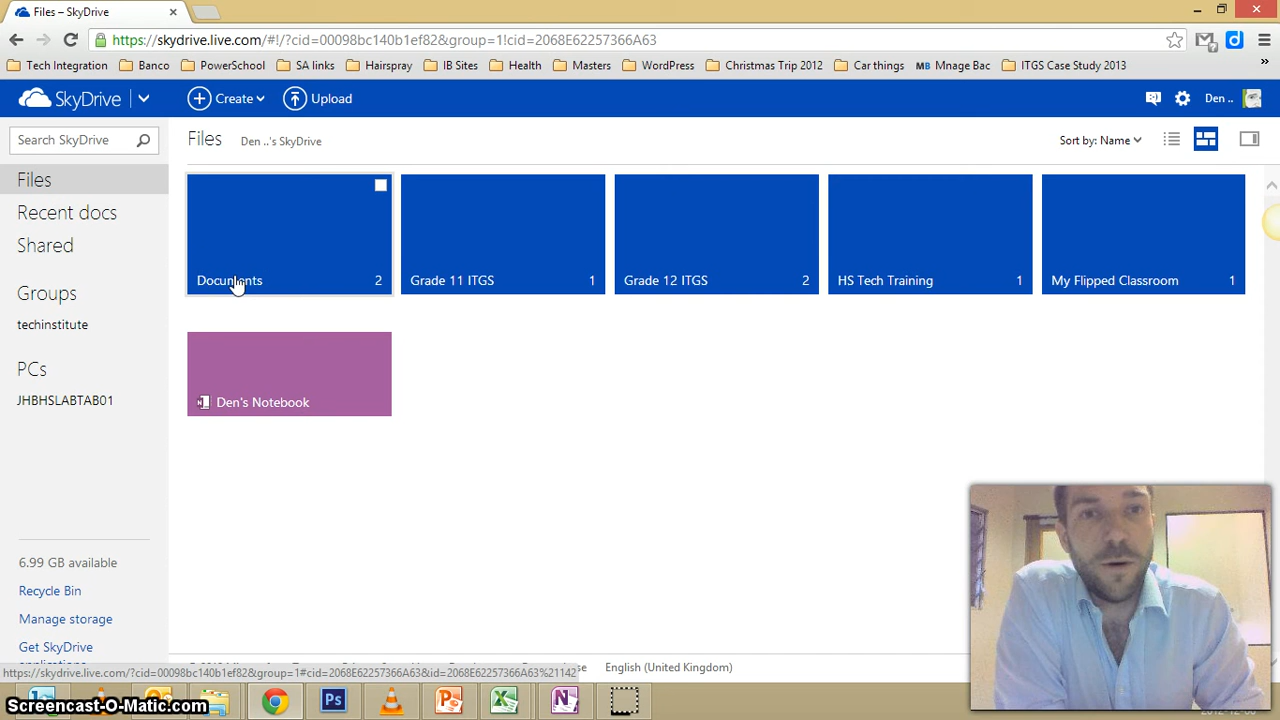 Files – SkyDrive
https://skydrive.live.com/#!/?cid=00098bc140b1ef82&group=1!cid=2068E62257366A63
Tech Integration Banco PowerSchool SA links Hairspray IB Sites Health Masters WordPress Christmas Trip 2012 Car things MB Mnage Bac ITGS Case Study 2013
SkyDrive Create Upload Den ..
Search SkyDrive Files Den ..'s SkyDrive Sort by: Name
Files
Recent docs
Shared
Groups
techinstitute
PCs
JHBHSLABTAB01
Documents 2 Grade 11 ITGS 1 Grade 12 ITGS 2 HS Tech Training 1 My Flipped Classroom 1
Den's Notebook
6.99 GB available
Recycle Bin
Manage storage
Get SkyDrive
English (United Kingdom)
https://skydrive.live.com/?cid=00098bc140b1ef82&group=1#cid=2068E62257366A63&id=2068E62257366A63%21142
Ps
Screencast-O-Matic.com